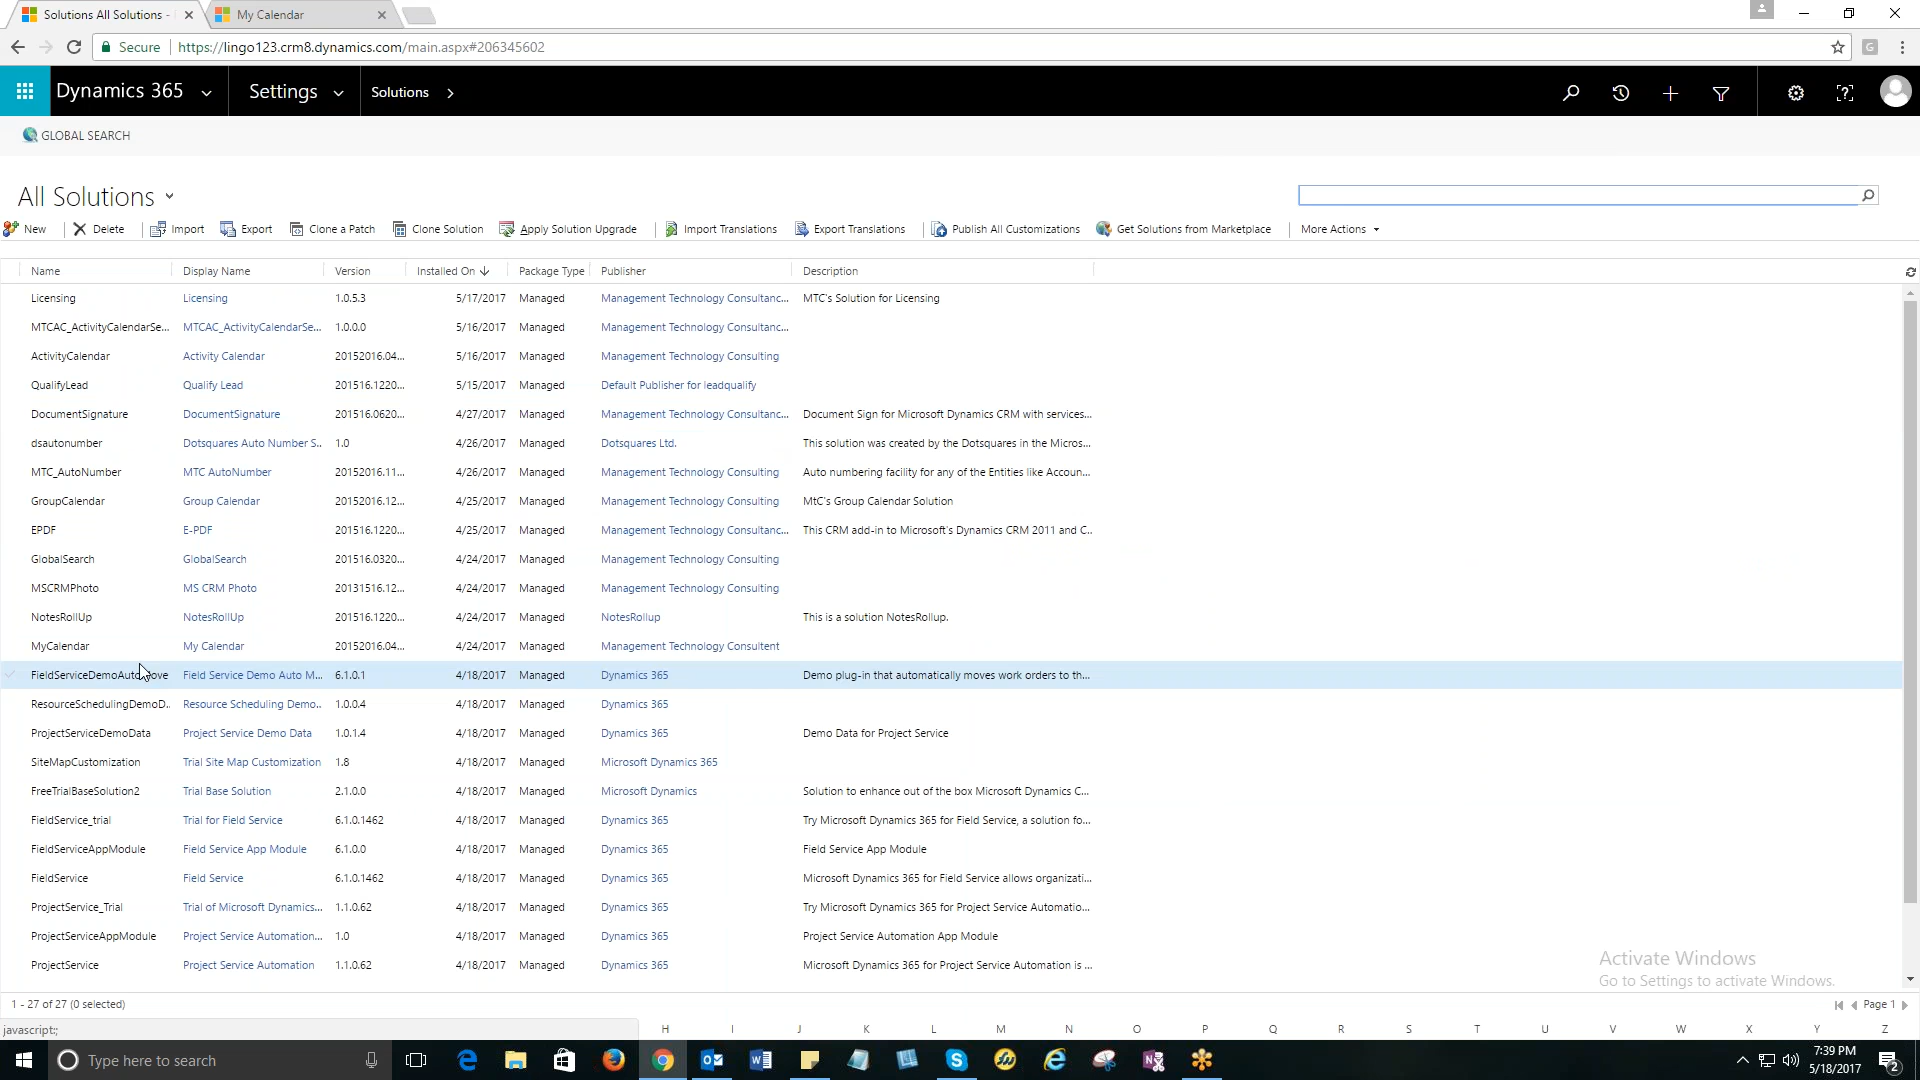 Solutions All Solutions -
My Calendar
Secure
https://lingo123.crm8.dynamics.com/main.aspx#206345602
Dynamics 365
Settings
Solutions
GLOBAL SEARCH
All Solutions
New Delete Import Export Clone a Patch Clone Solution Apply Solution Upgrade Import Translations Export Translations Publish All Customizations Get Solutions from Marketplace More Actions
Name Display Name Version Installed On Package Type Publisher Description
Licensing Licensing 1.0.5.3 5/17/2017 Managed Management Technology Consultanc... MTC's Solution for Licensing
MTCAC_ActivityCalendarSe... MTCAC_ActivityCalendarSe... 1.0.0.0 5/16/2017 Managed Management Technology Consultanc...
ActivityCalendar Activity Calendar 20152016.04... 5/16/2017 Managed Management Technology Consulting
QualifyLead Qualify Lead 201516.1220... 5/15/2017 Managed Default Publisher for leadqualify
DocumentSignature DocumentSignature 201516.0620... 4/27/2017 Managed Management Technology Consultanc... Document Sign for Microsoft Dynamics CRM with services...
dsautonumber Dotsquares Auto Number S.. 1.0 4/26/2017 Managed Dotsquares Ltd. This solution was created by the Dotsquares in the Micros...
MTC_AutoNumber MTC AutoNumber 20152016.11... 4/26/2017 Managed Management Technology Consulting Auto numbering facility for any of the Entities like Accoun...
GroupCalendar Group Calendar 20152016.12... 4/25/2017 Managed Management Technology Consulting MtC's Group Calendar Solution
EPDF E-PDF 201516.1220... 4/25/2017 Managed Management Technology Consultanc... This CRM add-in to Microsoft's Dynamics CRM 2011 and C..
GlobalSearch GlobalSearch 201516.0320... 4/24/2017 Managed Management Technology Consulting
MSCRMPhoto MS CRM Photo 20131516.12... 4/24/2017 Managed Management Technology Consulting
NotesRollUp NotesRollUp 201516.1220... 4/24/2017 Managed NotesRollup This is a solution NotesRollup.
MyCalendar My Calendar 20152016.04... 4/24/2017 Managed Management Technology Consultent
Field Service Demo Auto M... 6.1.0.1 4/18/2017 Managed Dynamics 365 Demo plug-in that automatically moves work orders to th...
ResourceSchedulingDemoD.. Resource Scheduling Demo.. 1.0.0.4 4/18/2017 Managed Dynamics 365
ProjectServiceDemoData Project Service Demo Data 1.0.1.4 4/18/2017 Managed Dynamics 365 Demo Data for Project Service
SiteMapCustomization Trial Site Map Customization 1.8 4/18/2017 Managed Microsoft Dynamics 365
FreeTrialBaseSolution2 Trial Base Solution 2.1.0.0 4/18/2017 Managed Microsoft Dynamics Solution to enhance out of the box Microsoft Dynamics C...
FieldService_trial Trial for Field Service 6.1.0.1462 4/18/2017 Managed Dynamics 365 Try Microsoft Dynamics 365 for Field Service, a solution fo...
FieldServiceAppModule Field Service App Module 6.1.0.0 4/18/2017 Managed Dynamics 365 Field Service App Module
FieldService Field Service 6.1.0.1462 4/18/2017 Managed Dynamics 365 Microsoft Dynamics 365 for Field Service allows organizati...
ProjectService_Trial Trial of Microsoft Dynamics... 1.1.0.62 4/18/2017 Managed Dynamics 365 Try Microsoft Dynamics 365 for Project Service Automatio...
ProjectServiceAppModule Project Service Automation... 1.0 4/18/2017 Managed Dynamics 365 Project Service Automation App Module
ProjectService Project Service Automation 1.1.0.62 4/18/2017 Managed Dynamics 365 Microsoft Dynamics 365 for Project Service Automation is ...
Activate Windows
Go to Settings to activate Windows.
1 - 27 of 27 (0 selected)
Page 1
javascript:;
H I J K L M N O P Q R S T U V W X Y Z
Type here to search
7:39 PM
5/18/2017
2